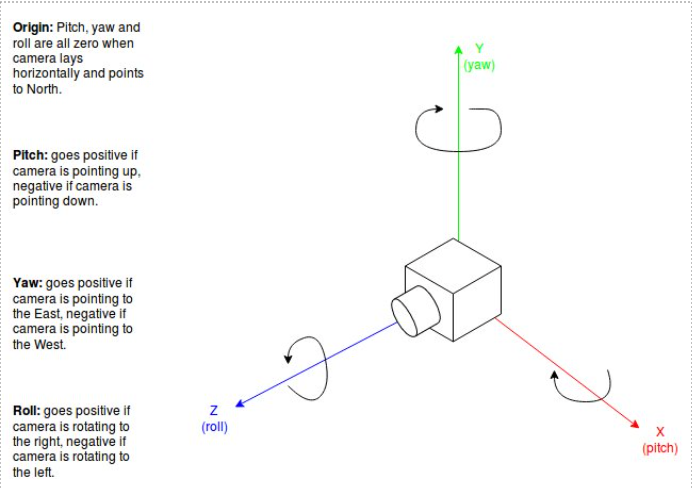 Origin: Pitch, yaw and
roll are all zero when
camera lays
horizontally and points
to North.
Pitch: goes positive if
camera is pointing up,
negative if camera is
pointing down.
Yaw: goes positive if
camera is pointing to
the East, negative if
camera is pointing to
the West.
Roll: goes positive if
camera is rotating to
the right, negative if
camera is rotating to
the left.
Y
(yaw)
Z
(roll)
X
(pitch)